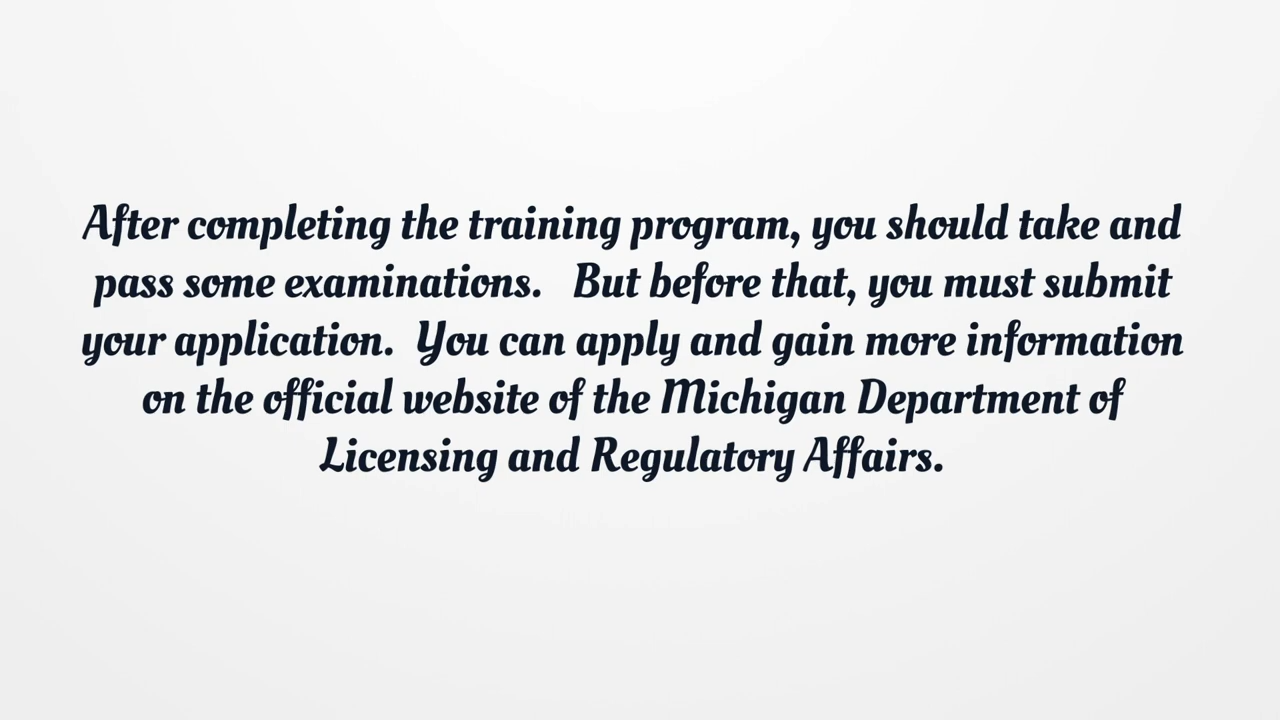 After completing the training program, you should take and
pass some examinations.   But before that, you must submit
your application.  You can apply and gain more information
on the official website of the Michigan Department of
Licensing and Regulatory Affairs.